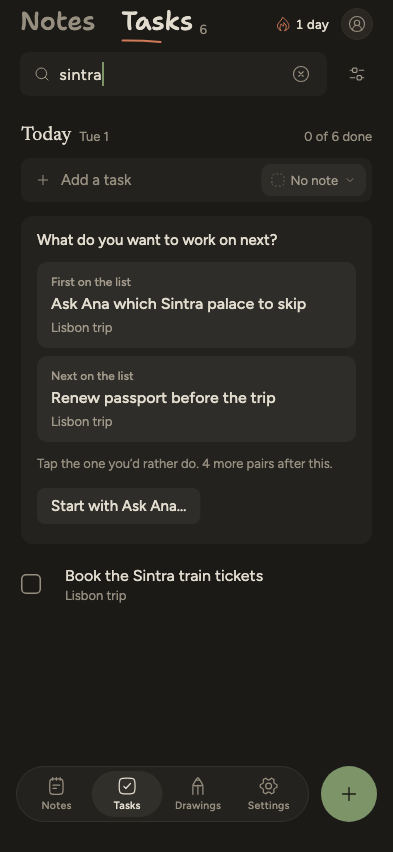 Notes Tasks 6 1 day
sintra
Today Tue 1 0 of 6 done
Add a task No note
What do you want to work on next?
First on the list
Ask Ana which Sintra palace to skip
Lisbon trip
Next on the list
Renew passport before the trip
Lisbon trip
Tap the one you’d rather do. 4 more pairs after this.
Start with Ask Ana...
Book the Sintra train tickets
Lisbon trip
Notes Tasks Drawings Settings